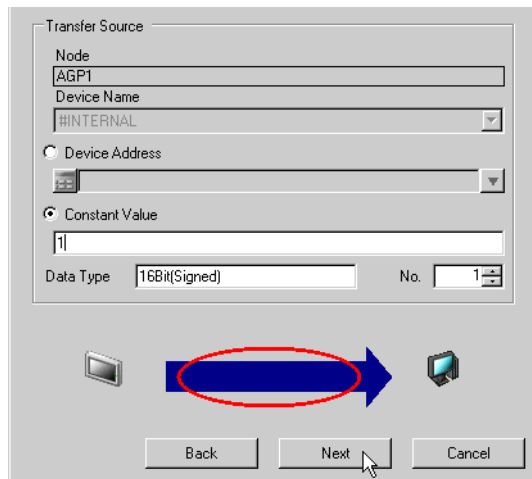 Transfer Source
Node
AGP1
Device Name
#INTERNAL
Device Address
Constant Value
1
Data Type 16Bit(Signed) No. 1
Back Next Cancel